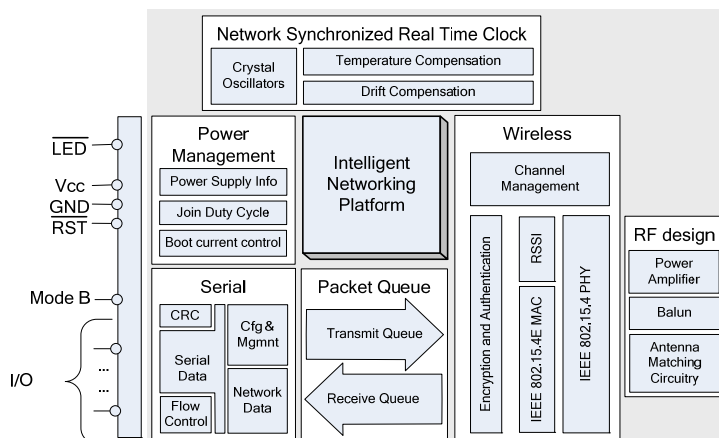 Network Synchronized Real Time Clock
Crystal
Oscillators
Temperature Compensation
Drift Compensation
LED
Vcc
GND
RST
Mode B
I/O
...
...
Power
Management
Power Supply Info
Join Duty Cycle
Boot current control
Intelligent
Networking
Platform
Wireless
Channel
Management
Encryption and Authentication
RSSI
IEEE 802.15.4E MAC
IEEE 802.15.4 PHY
RF design
Power
Amplifier
Balun
Antenna
Matching
Circuitry
Serial
CRC
Serial
Data
Flow
Control
Cfg &
Mgmnt
Network
Data
Packet Queue
Transmit Queue
Receive Queue